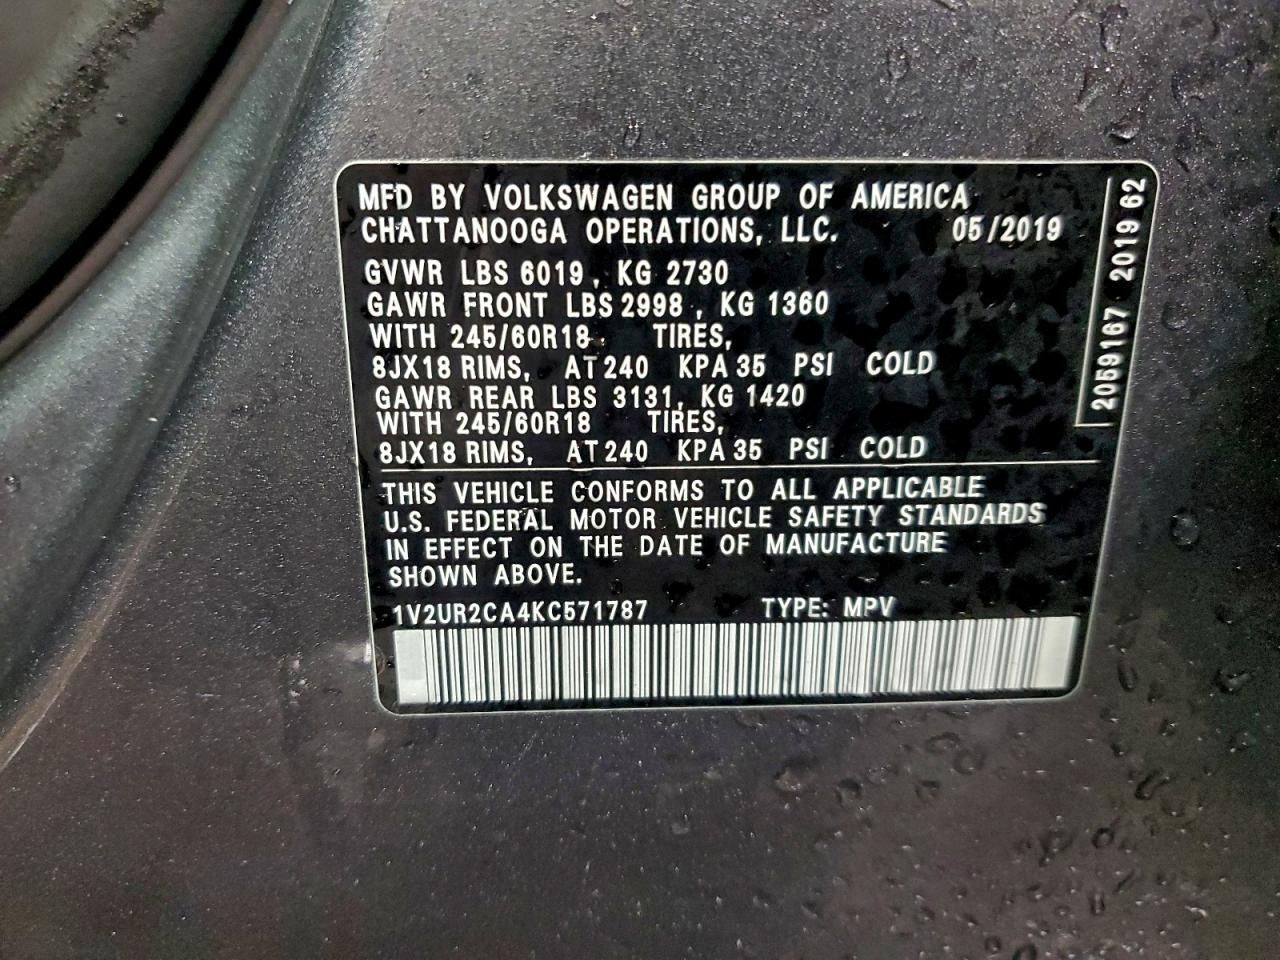 MFD BY VOLKSWAGEN GROUP OF AMERICA
CHATTANOOGA OPERATIONS, LLC. 05/2019
GVWR LBS 6019, KG 2730
GAWR FRONT LBS 2998, KG 1360
WITH 245/60R18 TIRES,
8JX18 RIMS, AT 240 KPA 35 PSI COLD
GAWR REAR LBS 3131, KG 1420
WITH 245/60R18 TIRES,
8JX18 RIMS, AT 240 KPA 35 PSI COLD
THIS VEHICLE CONFORMS TO ALL APPLICABLE
U.S. FEDERAL MOTOR VEHICLE SAFETY STANDARDS
IN EFFECT ON THE DATE OF MANUFACTURE
SHOWN ABOVE.
1V2UR2CA4KC571787 TYPE: MPV
2059167 2019 62